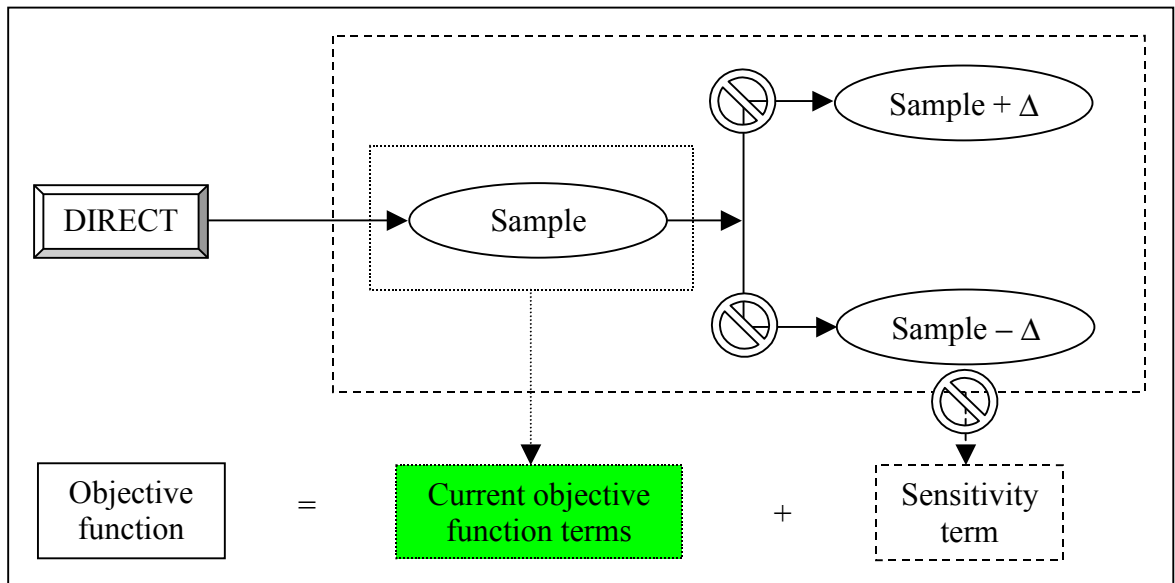 Sample + Δ
DIRECT
Sample
Sample − Δ
Objective
function
=
Current objective
function terms
+
Sensitivity
term